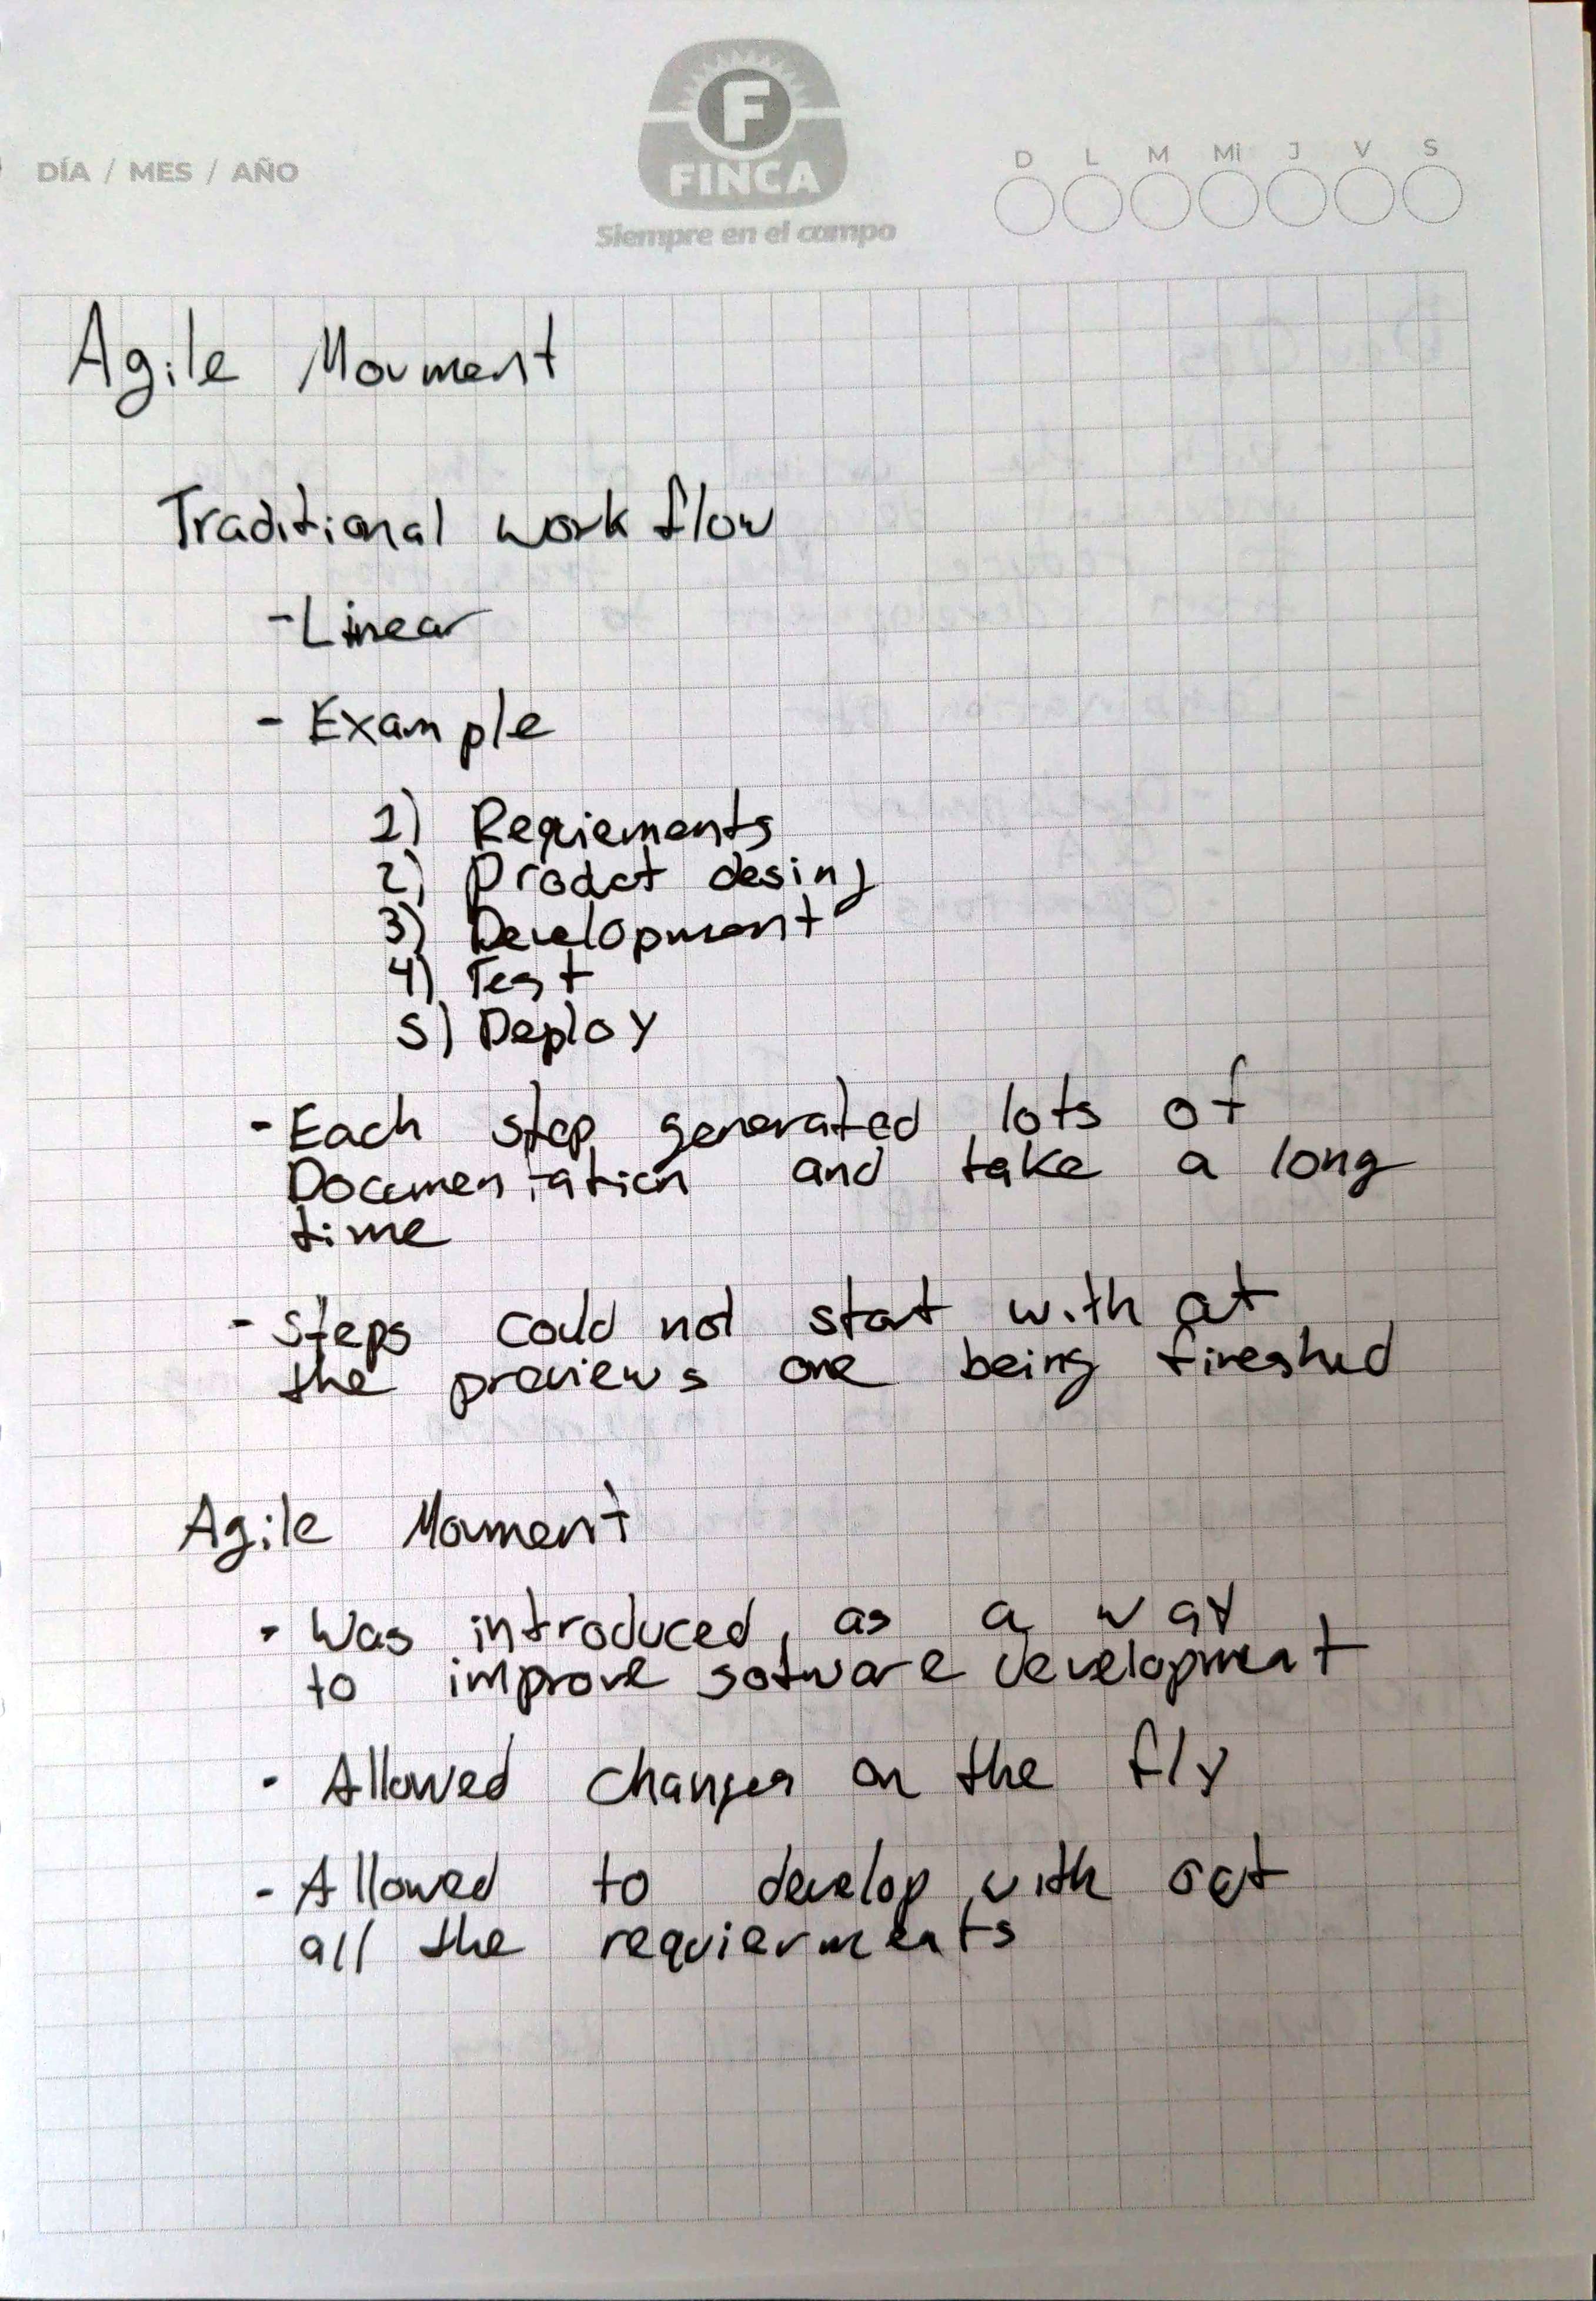 F
FINCA
Siempre en el campo
DÍA / MES / AÑO
D L M Mi J V S
Agile Movment
Traditional work flow
-Linear
- Example
1) Requiements
2) Prodct desing
3) Development
4) Test
5) Deploy
- Each step generated lots of
Documentation and take a long
time
- Steps could not start with at
the previews one being fineshed
Agile Movment
- Was introduced, as a way
to improve sotware development
- Allowed changes on the fly
- Allowed to develop with out
all the requierments